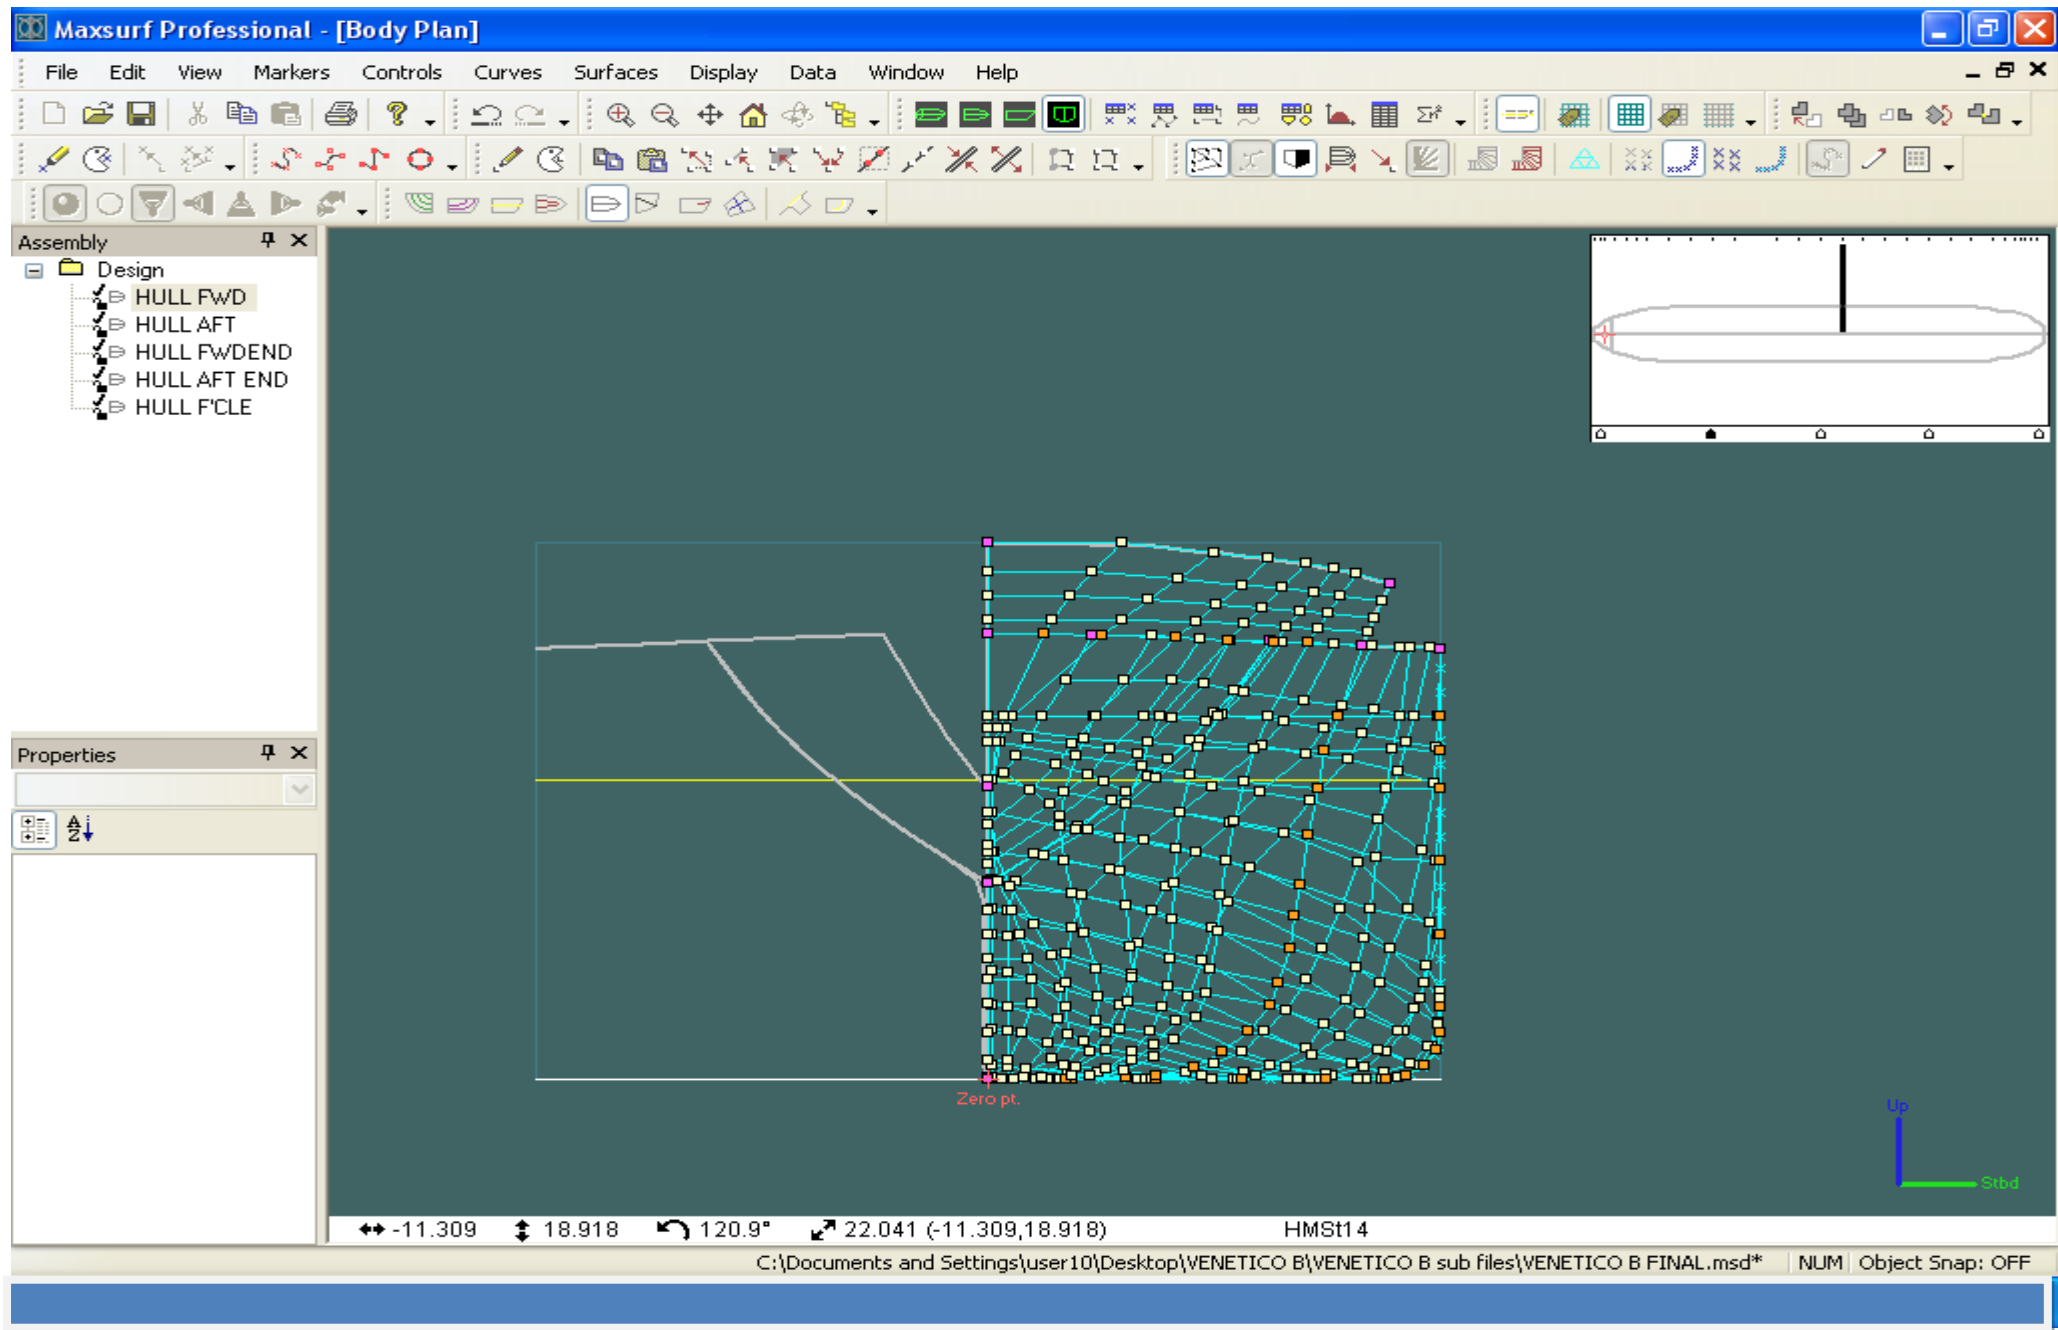 Maxsurf Professional - [Body Plan]
File Edit View Markers Controls Curves Surfaces Display Data Window Help
Assembly
Design
HULL FWD
HULL AFT
HULL FWDEND
HULL AFT END
HULL F'CLE
Properties
Zero pt.
Up
Stbd
-11.309 18.918 120.9° 22.041 (-11.309,18.918) HMSt14
C:\Documents and Settings\user10\Desktop\VENETICO B\VENETICO B sub files\VENETICO B FINAL.msd* NUM Object Snap: OFF